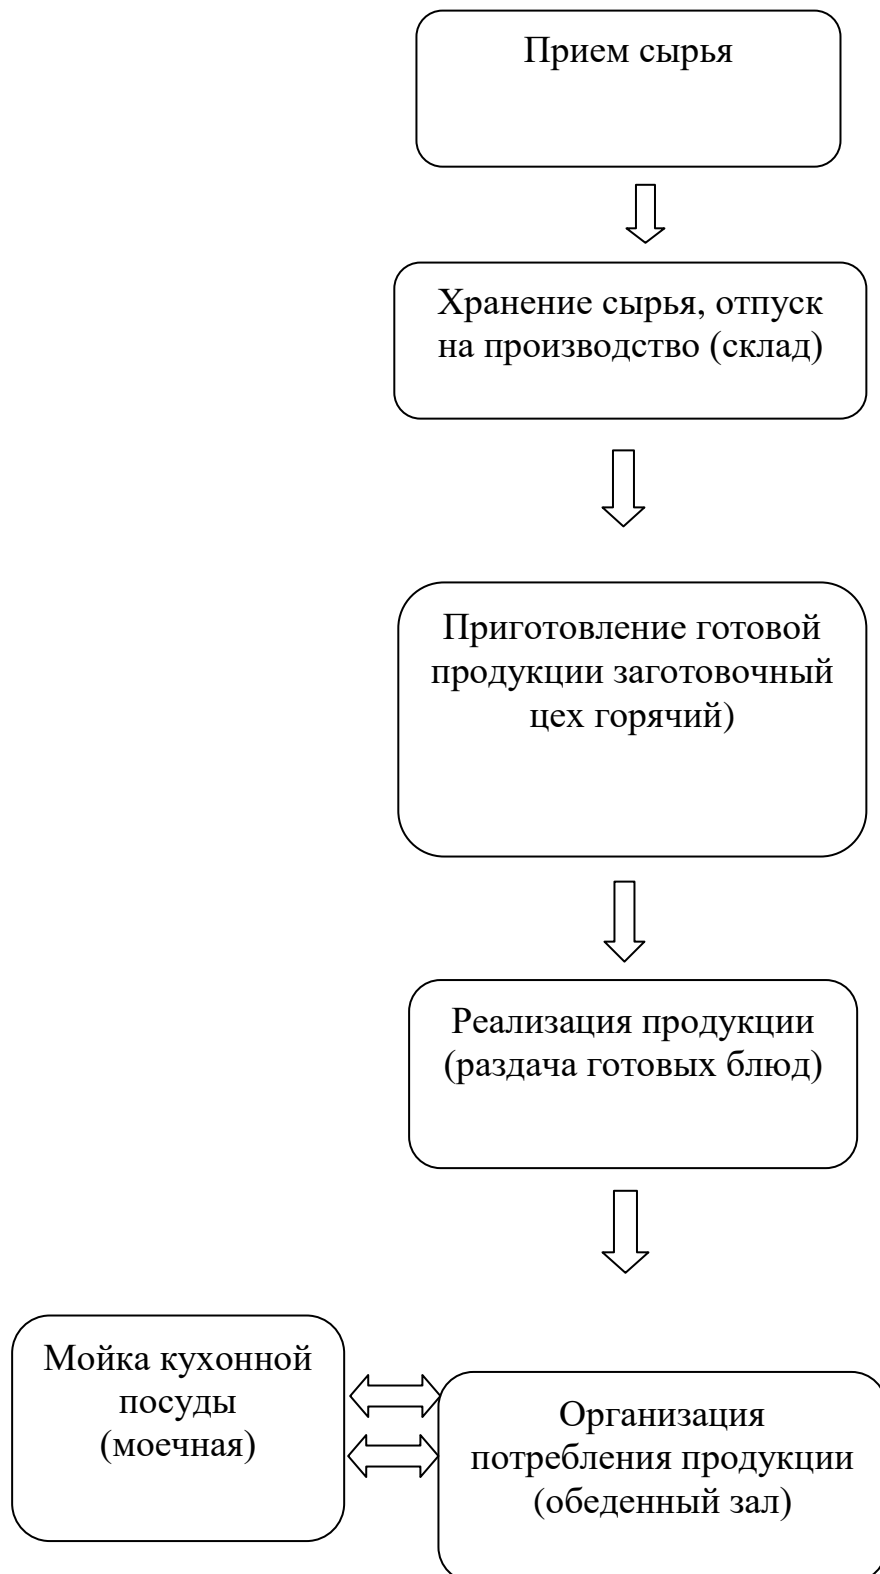 Прием сырья
Хранение сырья, отпуск
на производство (склад)
Приготовление готовой
продукции заготовочный
цех горячий)
Реализация продукции
(раздача готовых блюд)
Мойка кухонной
посуды
(моечная)
Организация
потребления продукции
(обеденный зал)